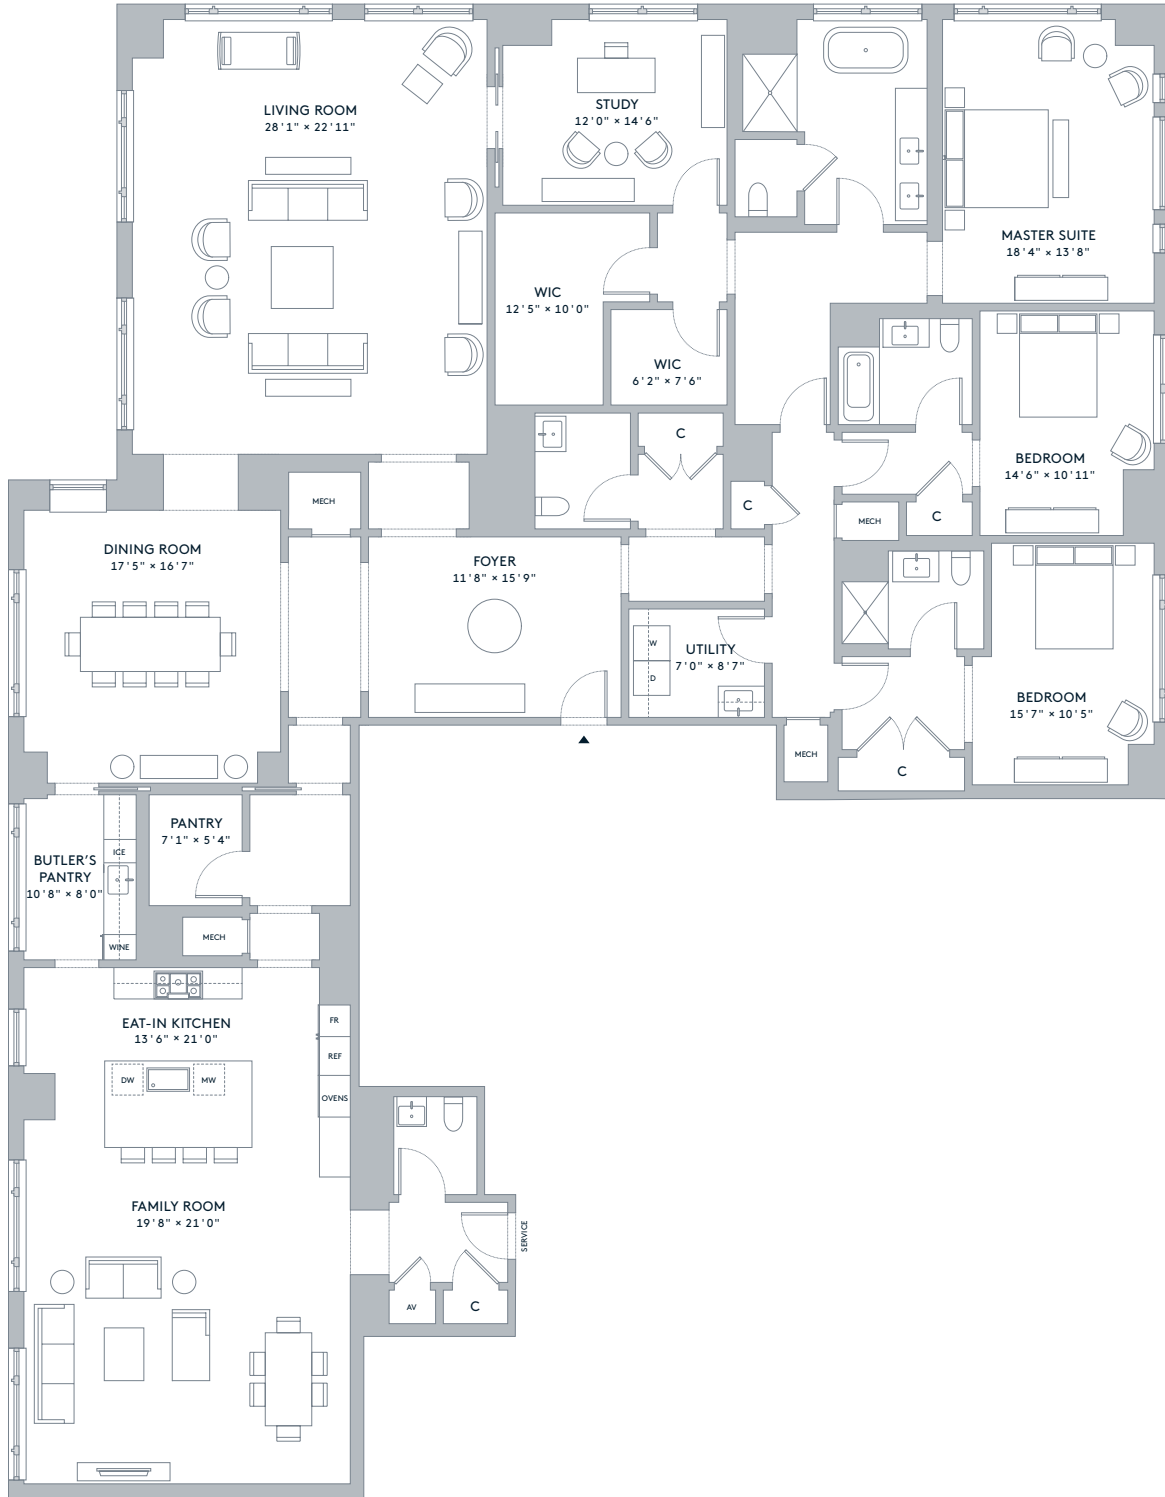 LIVING ROOM
28'1" × 22'11"
STUDY
12'0" × 14'6"
MASTER SUITE
18'4" × 13'8"
WIC
12'5" × 10'0"
WIC
6'2" × 7'6"
C
BEDROOM
14'6" × 10'11"
MECH
C
MECH
C
DINING ROOM
17'5" × 16'7"
FOYER
11'8" × 15'9"
W
D
UTILITY
7'0" × 8'7"
BEDROOM
15'7" × 10'5"
MECH
C
PANTRY
7'1" × 5'4"
ICE
BUTLER'S
PANTRY
10'8" × 8'0"
WINE
MECH
EAT-IN KITCHEN
13'6" × 21'0"
FR
REF
DW
MW
OVENS
FAMILY ROOM
19'8" × 21'0"
SERVICE
AV
C